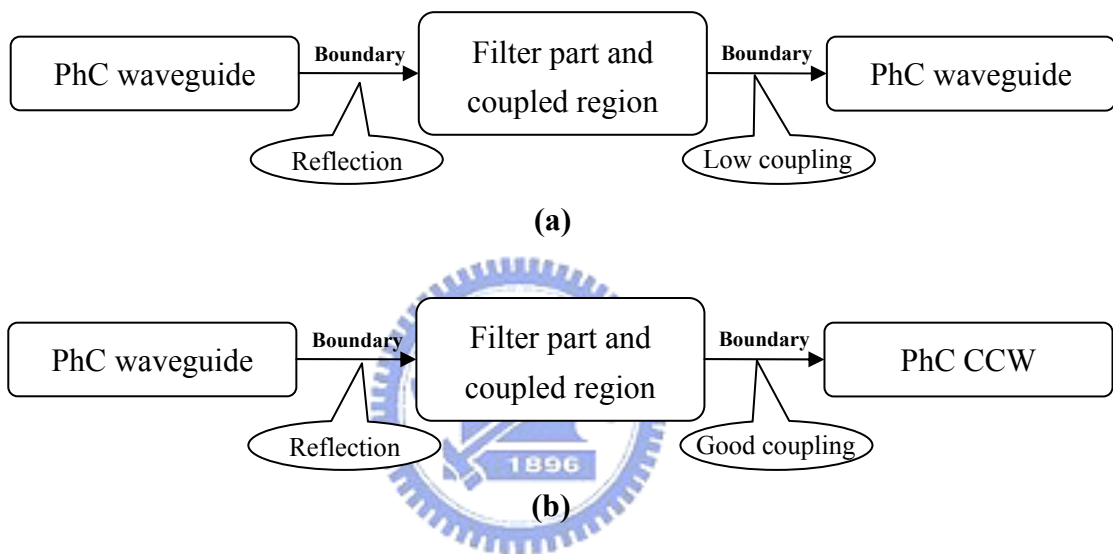 PhC waveguide
Boundary
Filter part and
coupled region
Boundary
PhC waveguide
Reflection
Low coupling
(a)
PhC waveguide
Boundary
Filter part and
coupled region
Boundary
PhC CCW
Reflection
Good coupling
1896
(b)